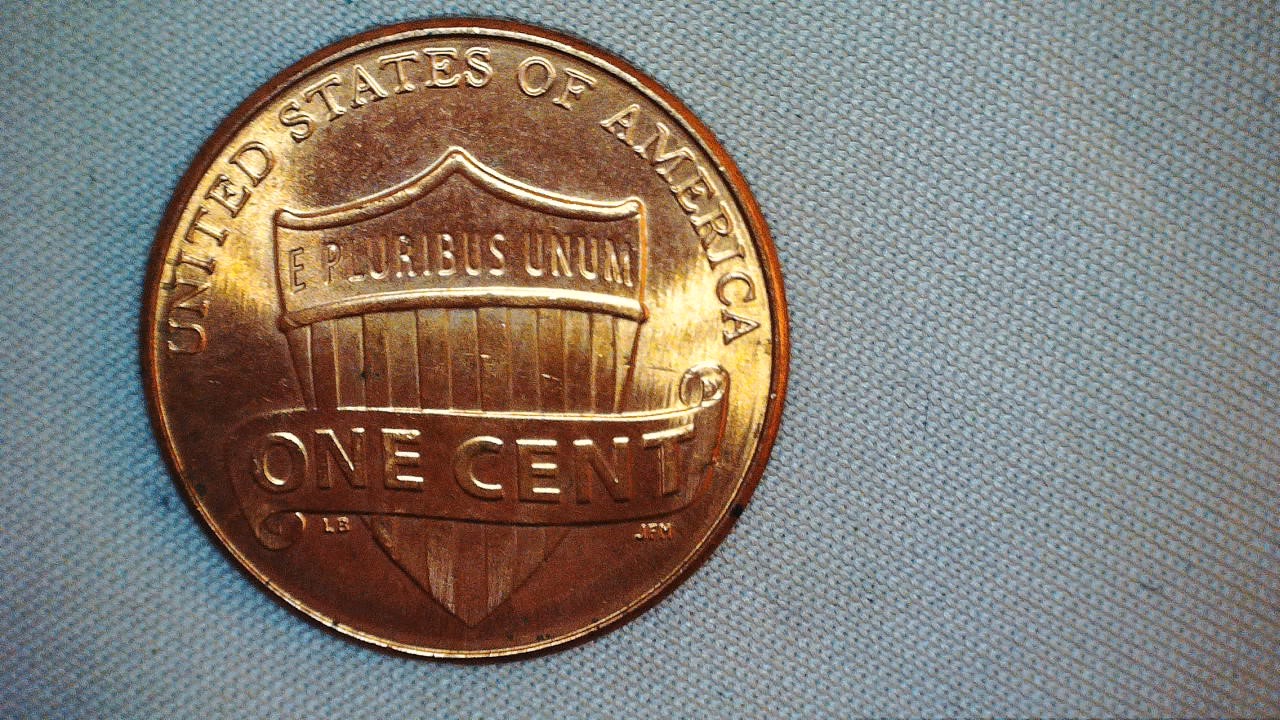 UNITED STATES OF AMERICA
E PLURIBUS UNUM
ONE CENT
LB JFM